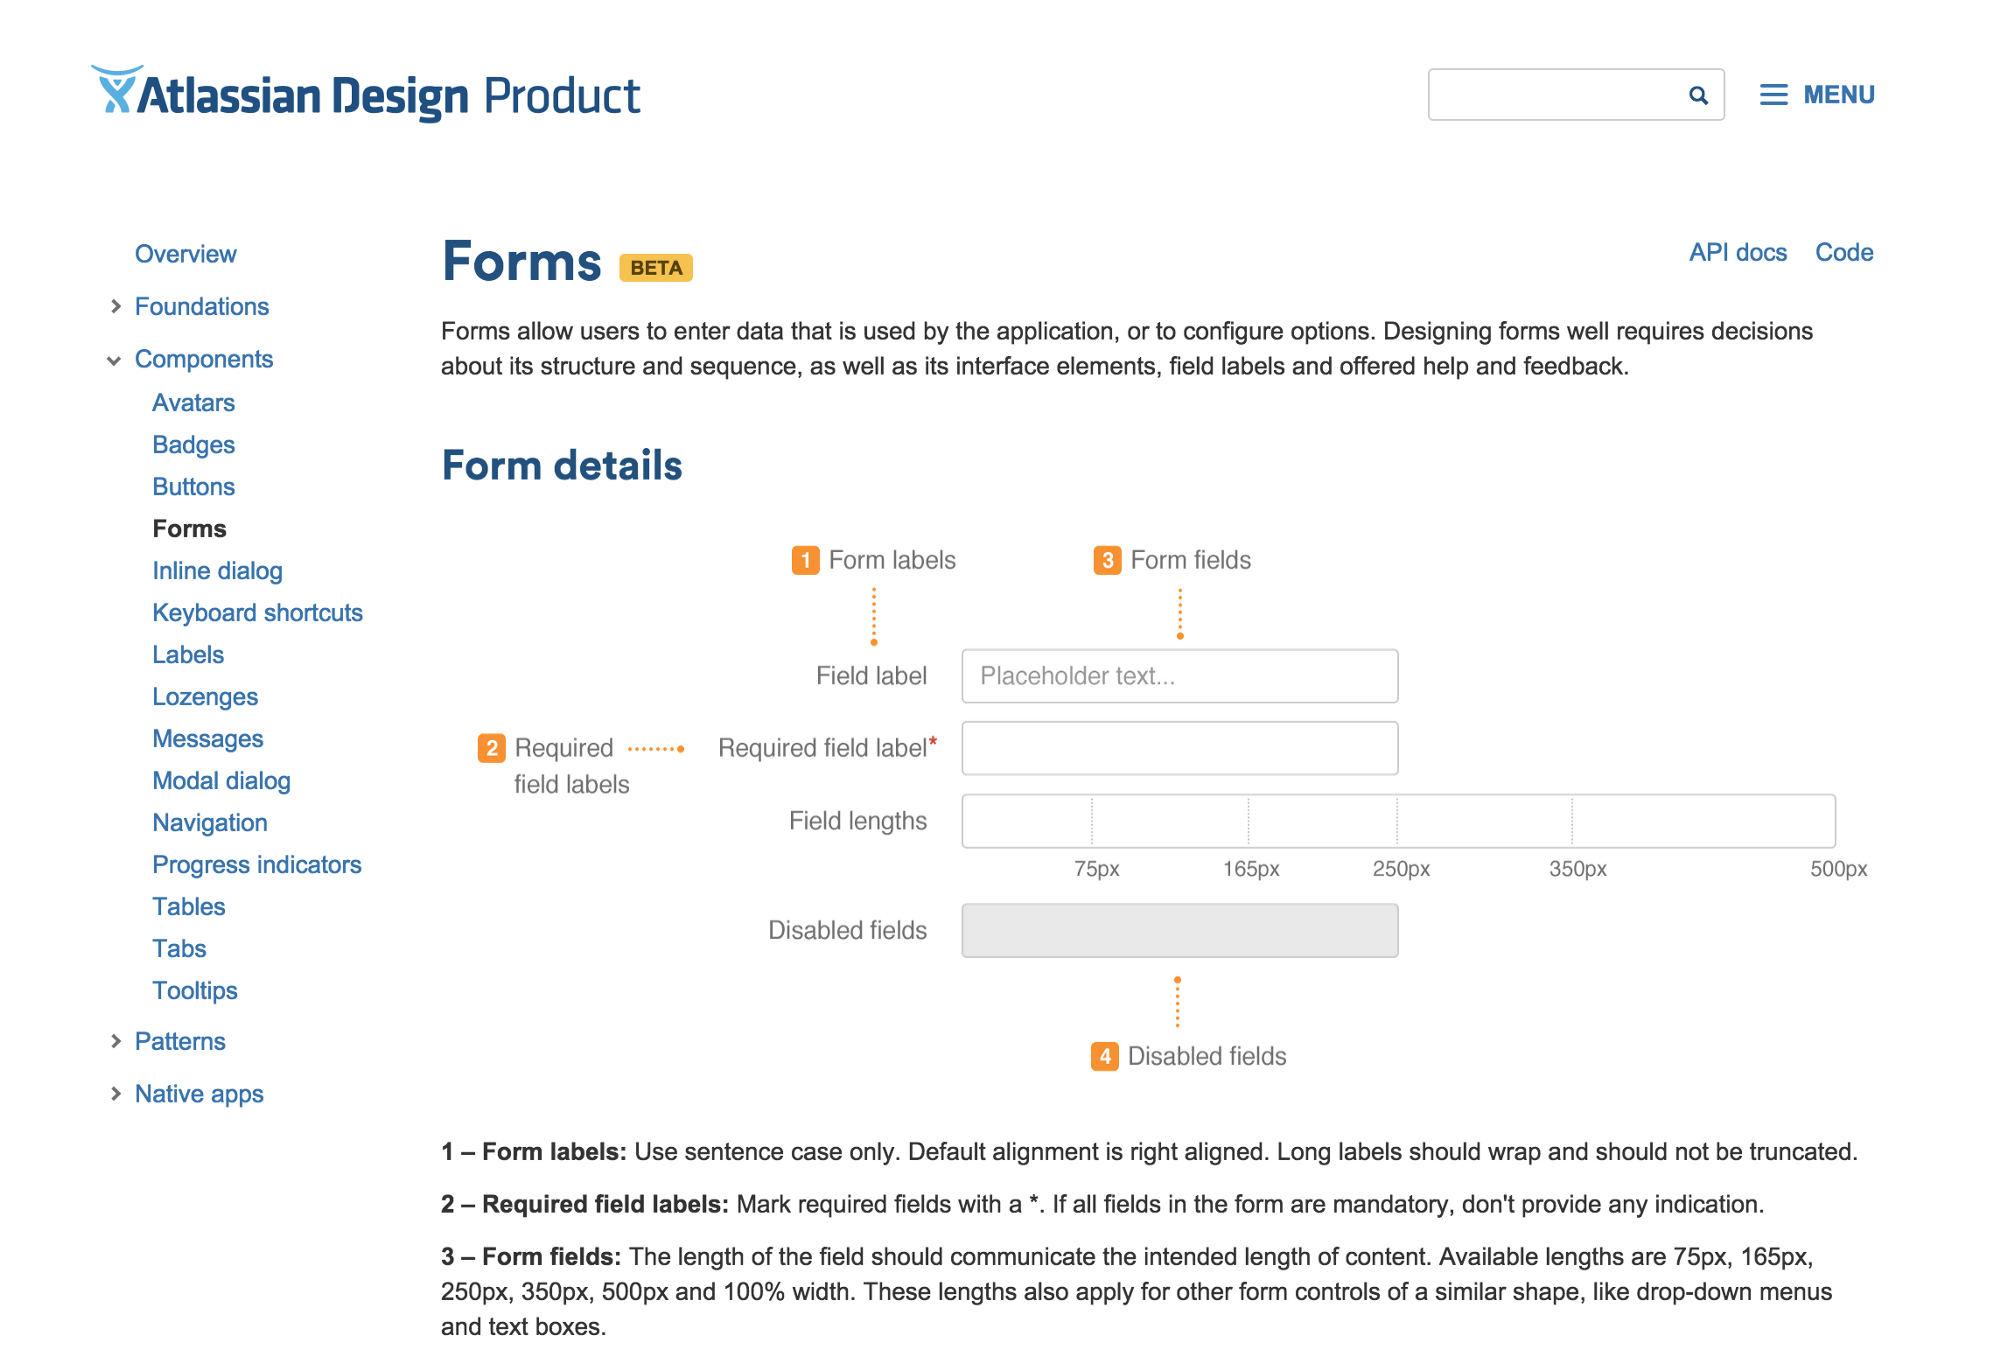 Atlassian Design Product
MENU
Overview
Foundations
Components
Avatars
Badges
Buttons
Forms
Inline dialog
Keyboard shortcuts
Labels
Lozenges
Messages
Modal dialog
Navigation
Progress indicators
Tables
Tabs
Tooltips
Patterns
Native apps
Forms BETA
API docs Code
Forms allow users to enter data that is used by the application, or to configure options. Designing forms well requires decisions
about its structure and sequence, as well as its interface elements, field labels and offered help and feedback.
Form details
1 Form labels
3 Form fields
Field label
Placeholder text...
2 Required
field labels
Required field label*
Field lengths
75px 165px 250px 350px 500px
Disabled fields
4 Disabled fields
1 – Form labels: Use sentence case only. Default alignment is right aligned. Long labels should wrap and should not be truncated.
2 – Required field labels: Mark required fields with a *. If all fields in the form are mandatory, don't provide any indication.
3 – Form fields: The length of the field should communicate the intended length of content. Available lengths are 75px, 165px,
250px, 350px, 500px and 100% width. These lengths also apply for other form controls of a similar shape, like drop-down menus
and text boxes.